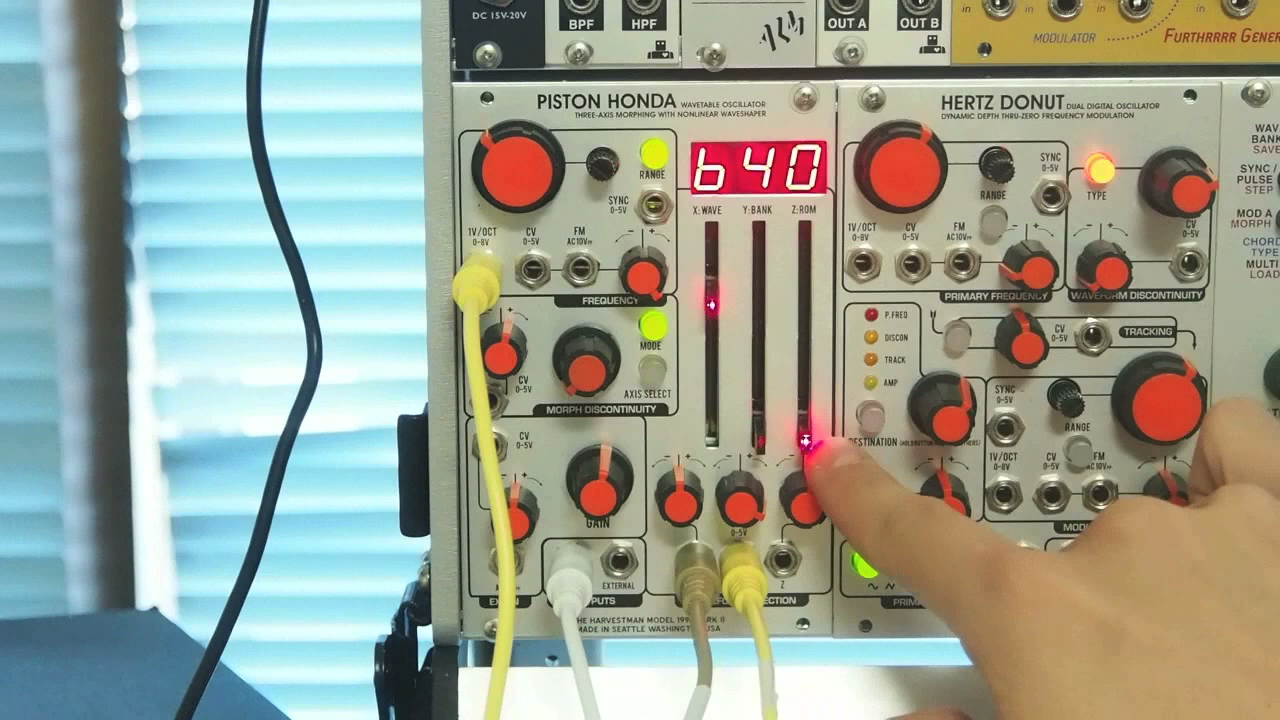 DC 15V-20V
BPF
HPF
OUT A
OUT B
in
in
in
in
MODULATOR
FURTHRRRR GENER
PISTON HONDA WAVETABLE OSCILLATOR
THREE-AXIS MORPHING WITH NONLINEAR WAVESHAPER
RANGE
SYNC
0-5V
1V/OCT
0-8V
CV
0-5V
FM
AC10Vpp
FREQUENCY
MODE
AXIS SELECT
CV
0-5V
MORPH DISCONTINUITY
CV
0-5V
GAIN
EXTERNAL
b40
X:WAVE
Y:BANK
Z:ROM
0-5V
Z
THE HARVESTMAN MODEL 199
MADE IN SEATTLE WASHINGT
HERTZ DONUT DUAL DIGITAL OSCILLATOR
DYNAMIC DEPTH THRU-ZERO FREQUENCY MODULATION
RANGE
SYNC
0-5V
TYPE
1V/OCT
0-8V
CV
0-5V
FM
AC10Vpp
CV
0-5V
PRIMARY FREQUENCY
WAVEFORM DISCONTINUITY
P.FREQ
DISCON
TRACK
AMP
DESTINATION
CV
0-5V
TRACKING
SYNC
0-5V
RANGE
1V/OCT
0-8V
CV
0-5V
FM
AC10Vpp
WAV
BANK
SAVE
SYNC /
PULSE
STEP
MOD A
MORPH
CHORD
TYPE
MULTI
LOAD